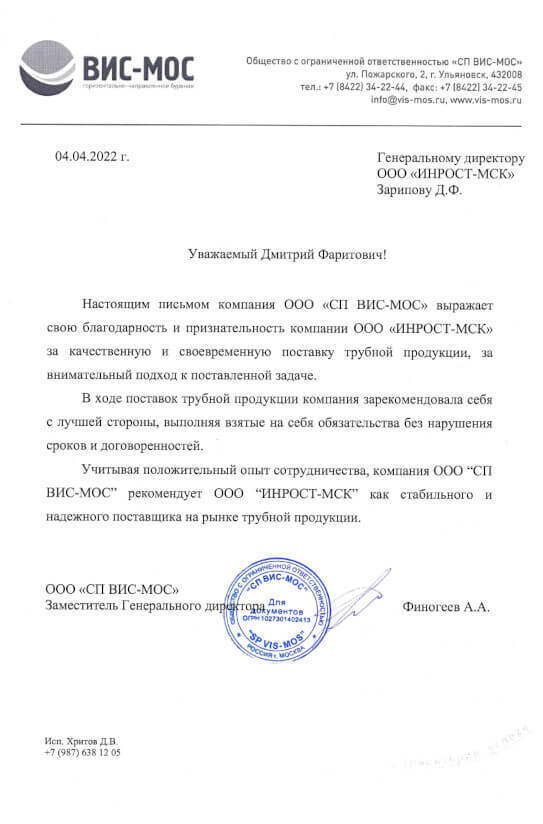 ВИС-МОС
горизонтально-направленное бурение
Общество с ограниченной ответственностью «СП ВИС-МОС»
ул. Пожарского, 2, г. Ульяновск, 432008
тел.: +7 (8422) 34-22-44, факс: +7 (8422) 34-22-45
info@vis-mos.ru, www.vis-mos.ru
04.04.2022 г.
Генеральному директору
ООО «ИНРОСТ-МСК»
Зарипову Д.Ф.
Уважаемый Дмитрий Фаритович!
Настоящим письмом компания ООО «СП ВИС-МОС» выражает
свою благодарность и признательность компании ООО «ИНРОСТ-МСК»
за качественную и своевременную поставку трубной продукции, за
внимательный подход к поставленной задаче.
В ходе поставок трубной продукции компания зарекомендовала себя
с лучшей стороны, выполняя взятые на себя обязательства без нарушения
сроков и договоренностей.
Учитывая положительный опыт сотрудничества, компания ООО “СП
ВИС-МОС” рекомендует ООО “ИНРОСТ-МСК” как стабильного и
надежного поставщика на рынке трубной продукции.
ООО «СП ВИС-МОС»
Заместитель Генерального директора
Финогеев А.А.
ОБЩЕСТВО С ОГРАНИЧЕННОЙ ОТВЕТСТВЕННОСТЬЮ
"СП ВИС-МОС"
Для
документов
ОГРН 1027301402413
"SP VIS-MOS"
РОССИЯ г. МОСКВА
Исп. Хритов Д.В.
+7 (987) 638 12 05